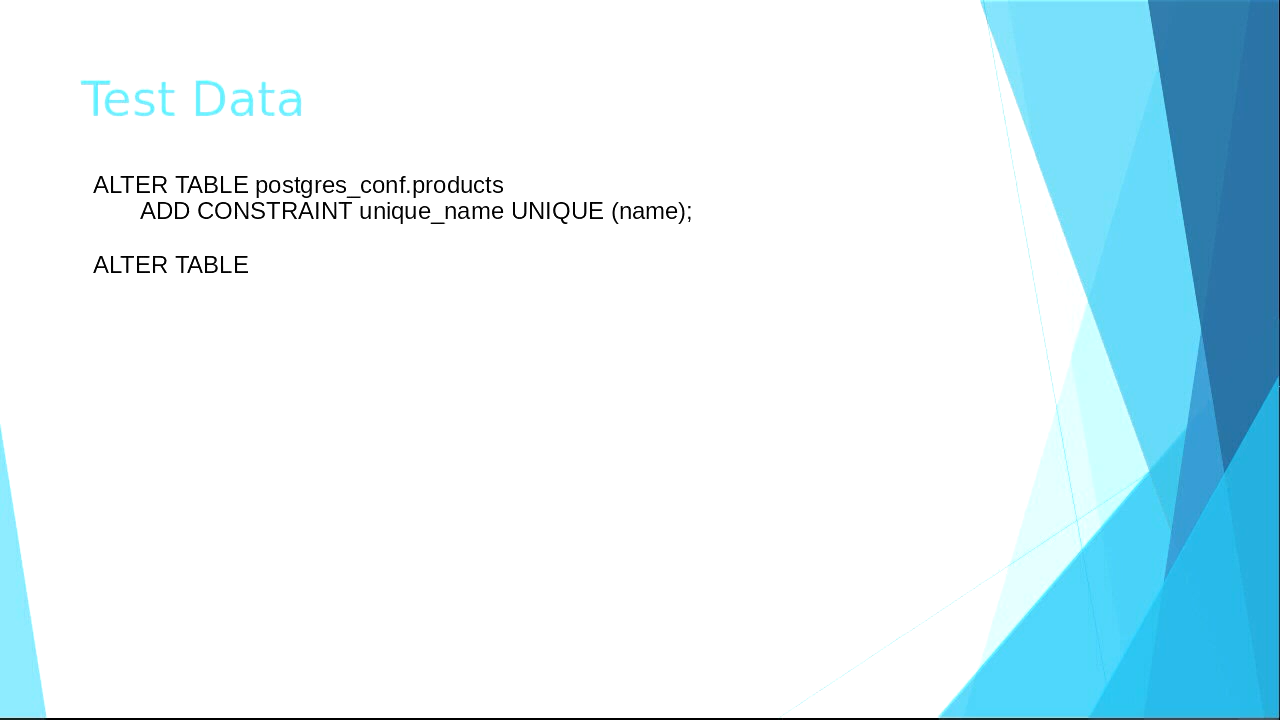 Test Data
ALTER TABLE postgres_conf.products
ADD CONSTRAINT unique_name UNIQUE (name);
ALTER TABLE